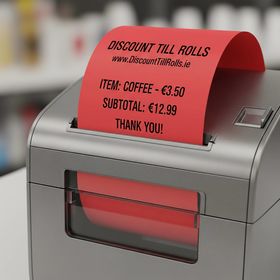 DISCOUNT TILL ROLLS
www.DiscountTillRolls.ie
ITEM: COFFEE - €3.50
SUBTOTAL: €12.99
THANK YOU!